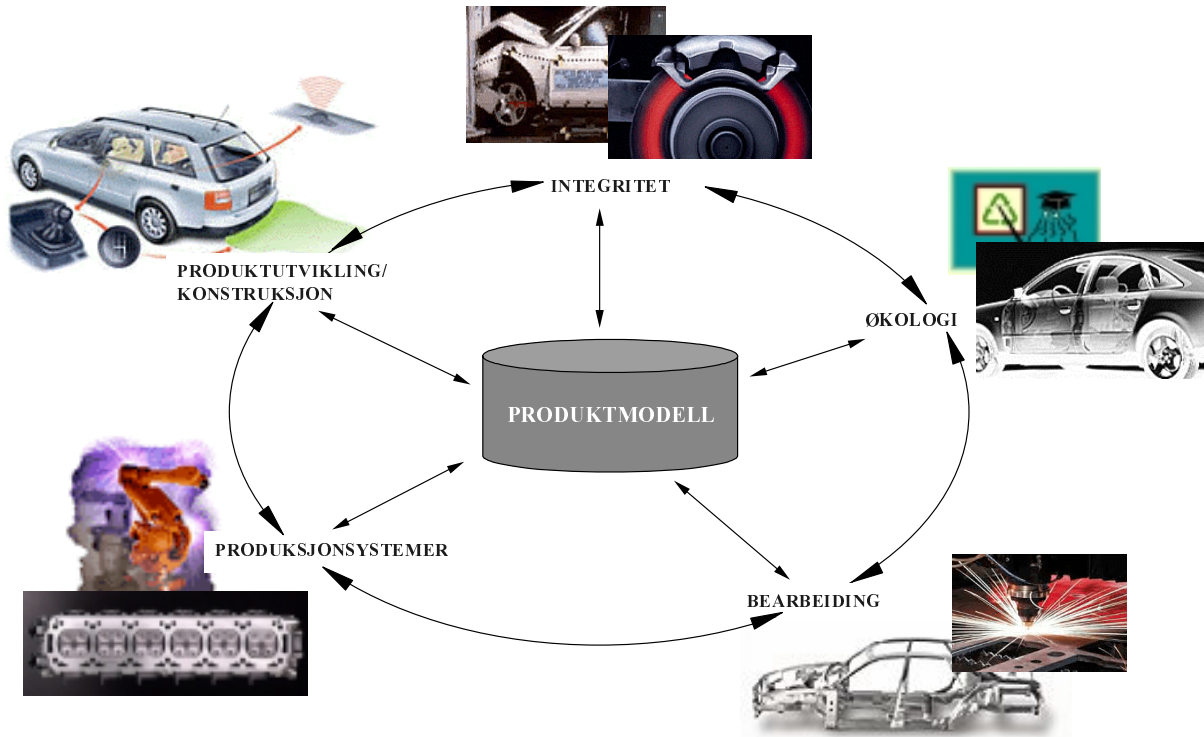 INTEGRITET
PRODUKTUTVIKLING/
KONSTRUKSJON
ØKOLOGI
PRODUKTMODELL
PRODUKSJONSYSTEMER
BEARBEIDING